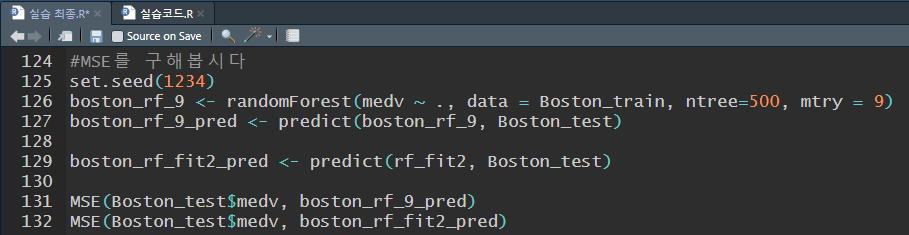 실습 최종.R*
실습코드.R
Source on Save
124 #MSE를 구해봅시다
125 set.seed(1234)
126 boston_rf_9 <- randomForest(medv ~ ., data = Boston_train, ntree=500, mtry = 9)
127 boston_rf_9_pred <- predict(boston_rf_9, Boston_test)
128
129 boston_rf_fit2_pred <- predict(rf_fit2, Boston_test)
130
131 MSE(Boston_test$medv, boston_rf_9_pred)
132 MSE(Boston_test$medv, boston_rf_fit2_pred)